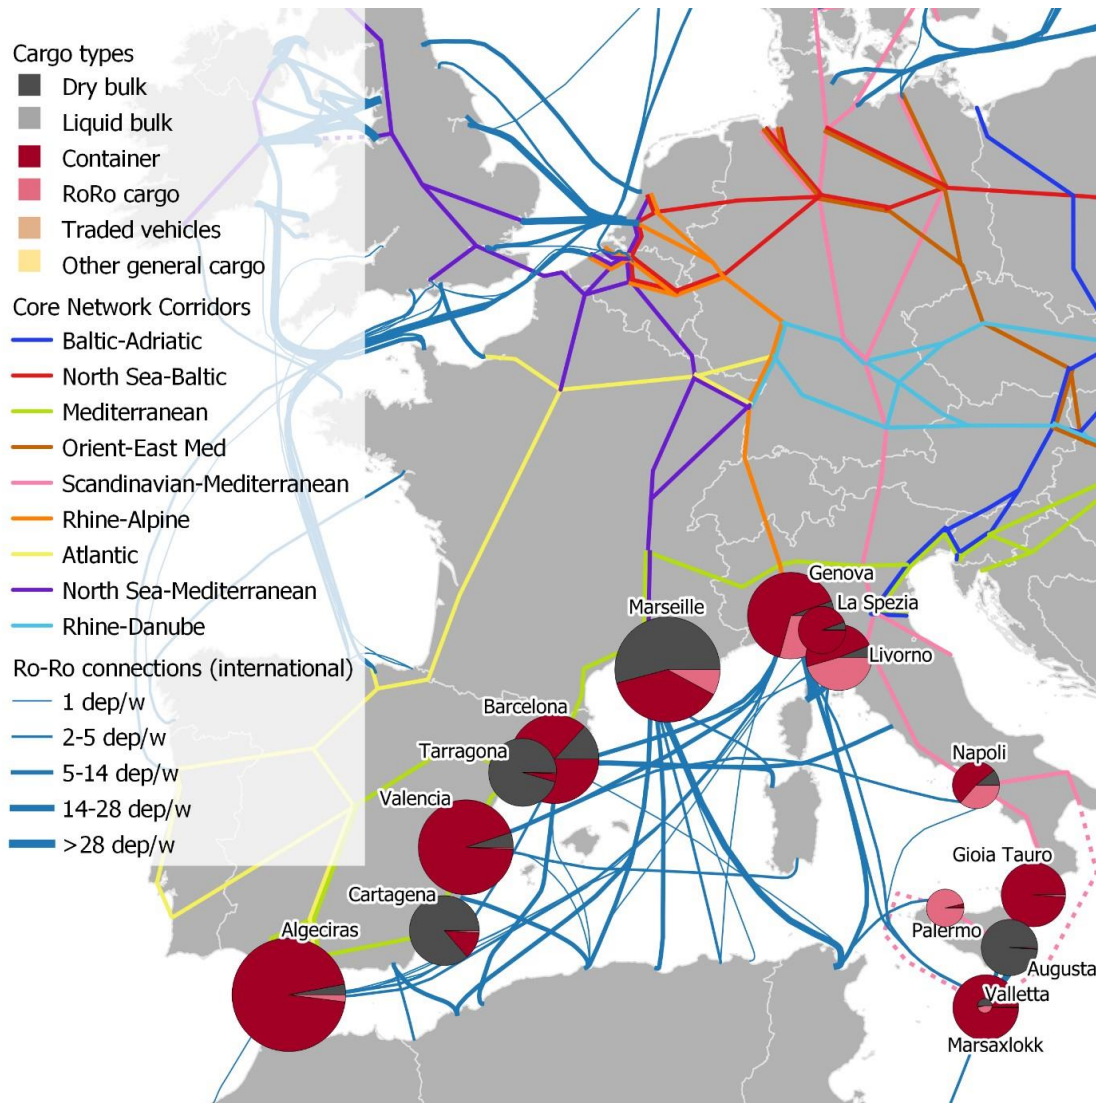 Cargo types
Dry bulk
Liquid bulk
Container
RoRo cargo
Traded vehicles
Other general cargo
Core Network Corridors
Baltic-Adriatic
North Sea-Baltic
Mediterranean
Orient-East Med
Scandinavian-Mediterranean
Rhine-Alpine
Atlantic
North Sea-Mediterranean
Rhine-Danube
Ro-Ro connections (international)
1 dep/w
2-5 dep/w
5-14 dep/w
14-28 dep/w
>28 dep/w
Genova
La Spezia
Marseille
Livorno
Barcelona
Tarragona
Napoli
Valencia
Gioia Tauro
Cartagena
Algeciras
Palermo
Augusta
Valletta
Marsaxlokk